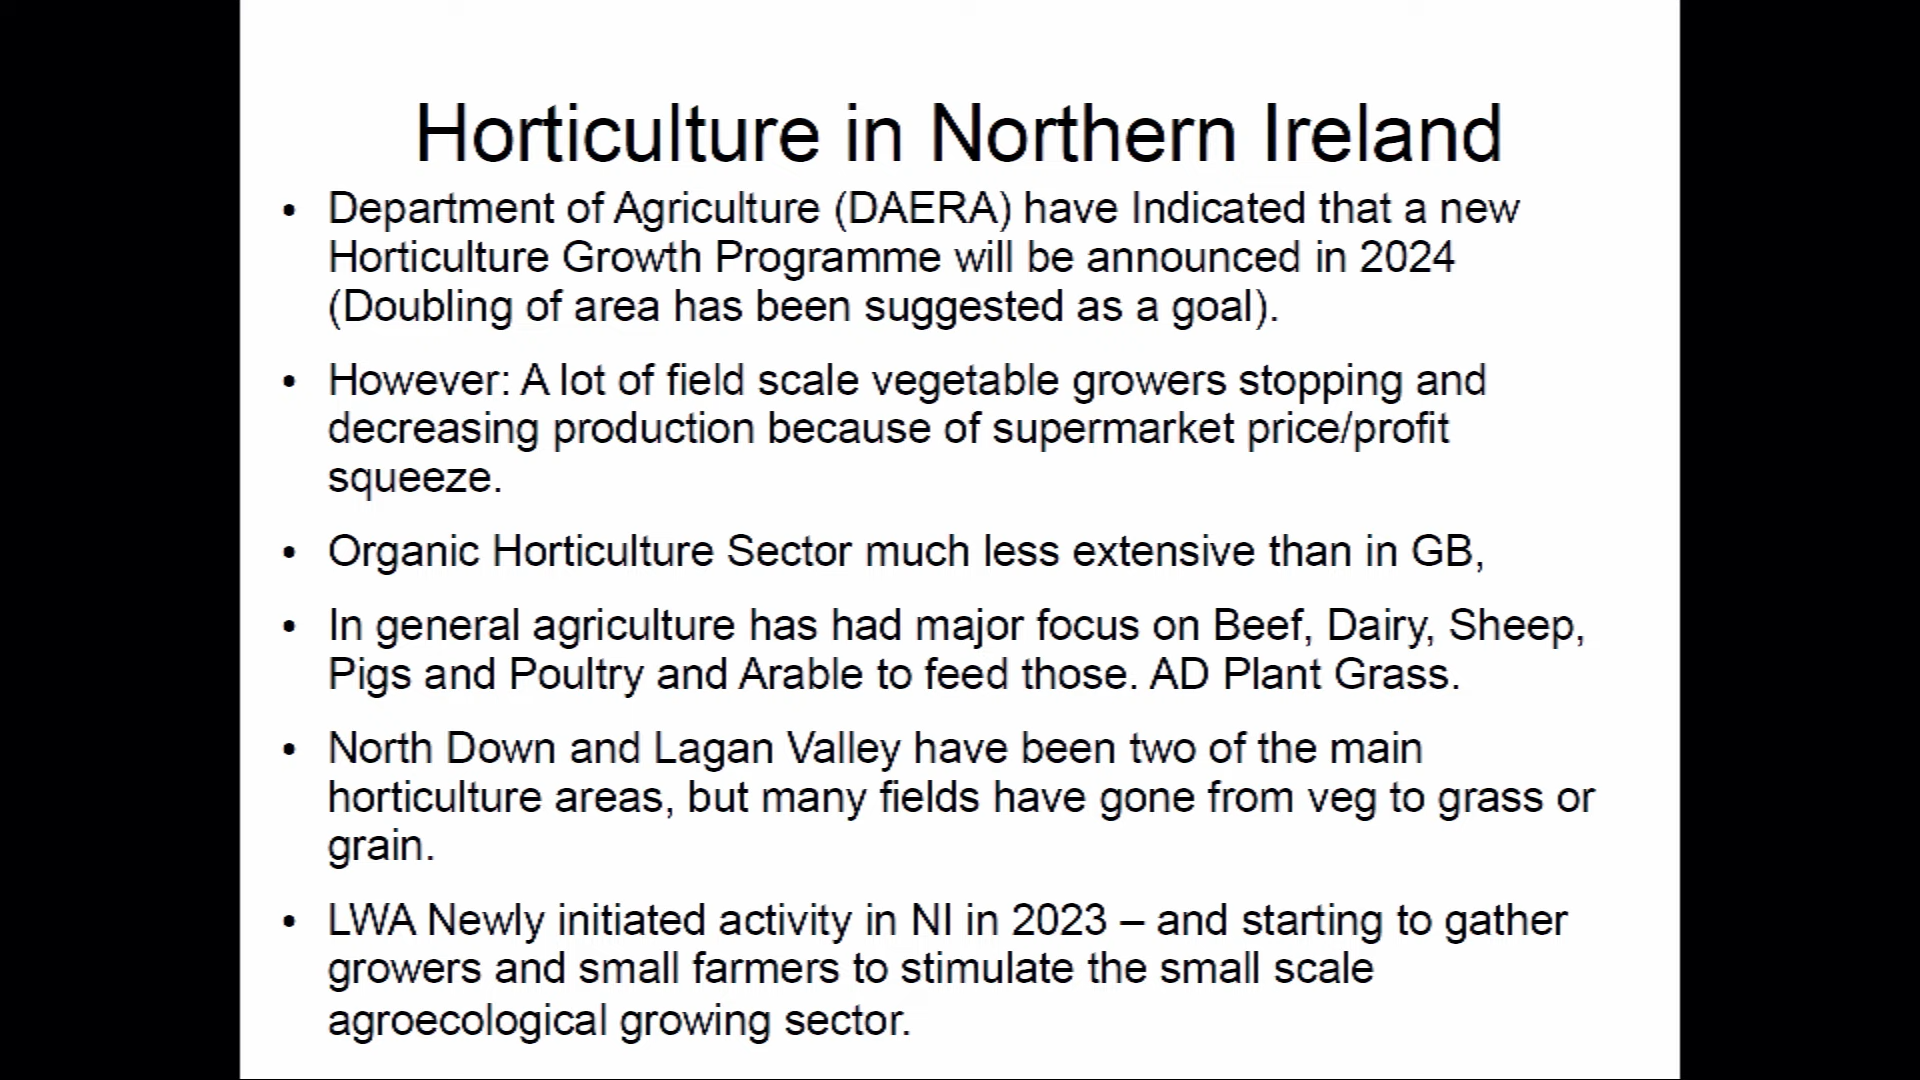 Horticulture in Northern Ireland
• Department of Agriculture (DAERA) have Indicated that a new
Horticulture Growth Programme will be announced in 2024
(Doubling of area has been suggested as a goal).
• However: A lot of field scale vegetable growers stopping and
decreasing production because of supermarket price/profit
squeeze.
• Organic Horticulture Sector much less extensive than in GB,
• In general agriculture has had major focus on Beef, Dairy, Sheep,
Pigs and Poultry and Arable to feed those. AD Plant Grass.
• North Down and Lagan Valley have been two of the main
horticulture areas, but many fields have gone from veg to grass or
grain.
• LWA Newly initiated activity in NI in 2023 – and starting to gather
growers and small farmers to stimulate the small scale
agroecological growing sector.